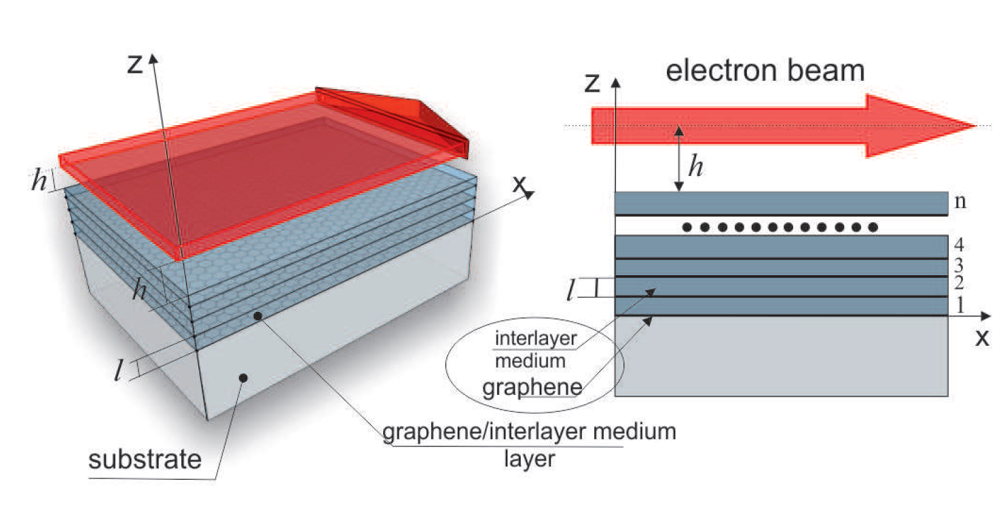 z
h
x
h
l
substrate
graphene/interlayer medium
layer
electron beam
z
h
n
4
3
2
1
l
x
interlayer
medium
graphene